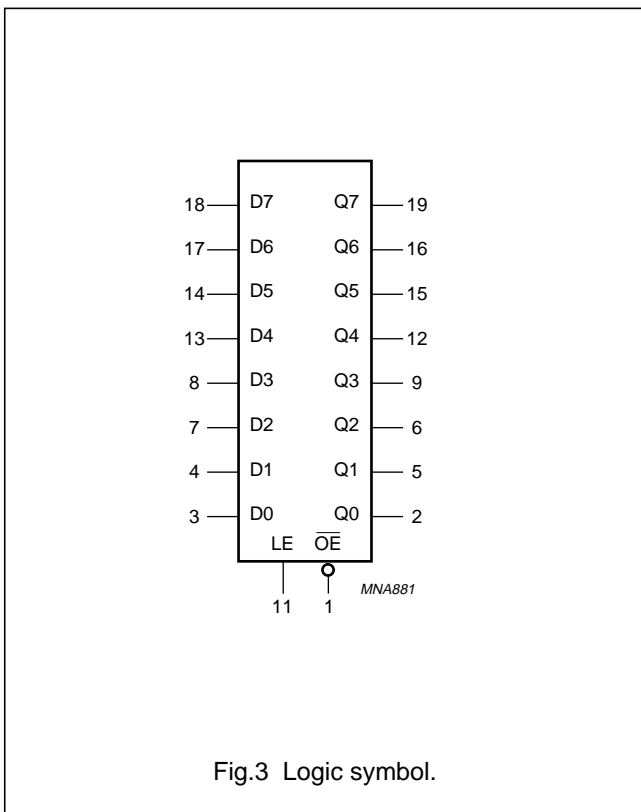 18 D7 Q7 19
17 D6 Q6 16
14 D5 Q5 15
13 D4 Q4 12
8 D3 Q3 9
7 D2 Q2 6
4 D1 Q1 5
3 D0 Q0 2
LE O̅E̅
11 1 MNA881
Fig.3 Logic symbol.